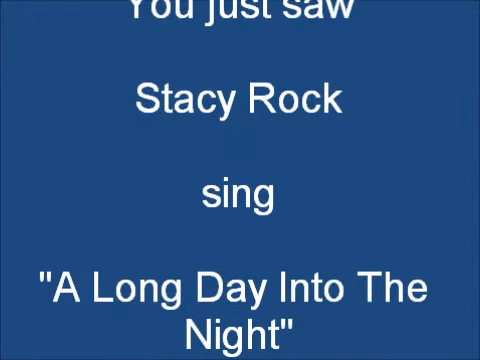 You just saw
Stacy Rock
sing
"A Long Day Into The
Night"